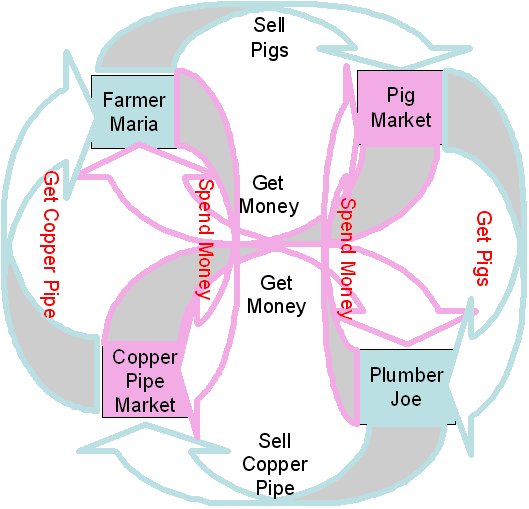 Sell
Pigs
Farmer
Maria
Pig
Market
Get
Money
Get Copper Pipe
Spend Money
Spend Money
Get Pigs
Get
Money
Copper
Pipe
Market
Plumber
Joe
Sell
Copper
Pipe